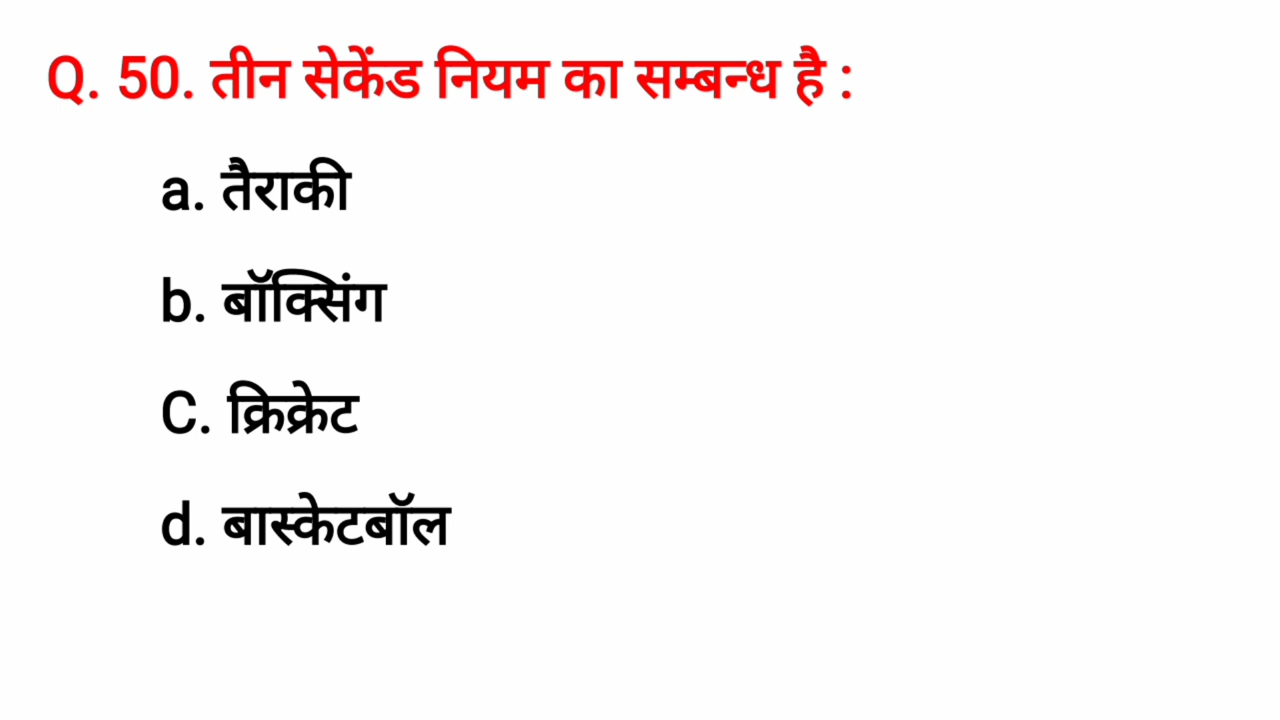 Q. 50. तीन सेकेंड नियम का सम्बन्ध है :
a. तैराकी
b. बॉक्सिंग
C. क्रिक्रेट
d. बास्केटबॉल